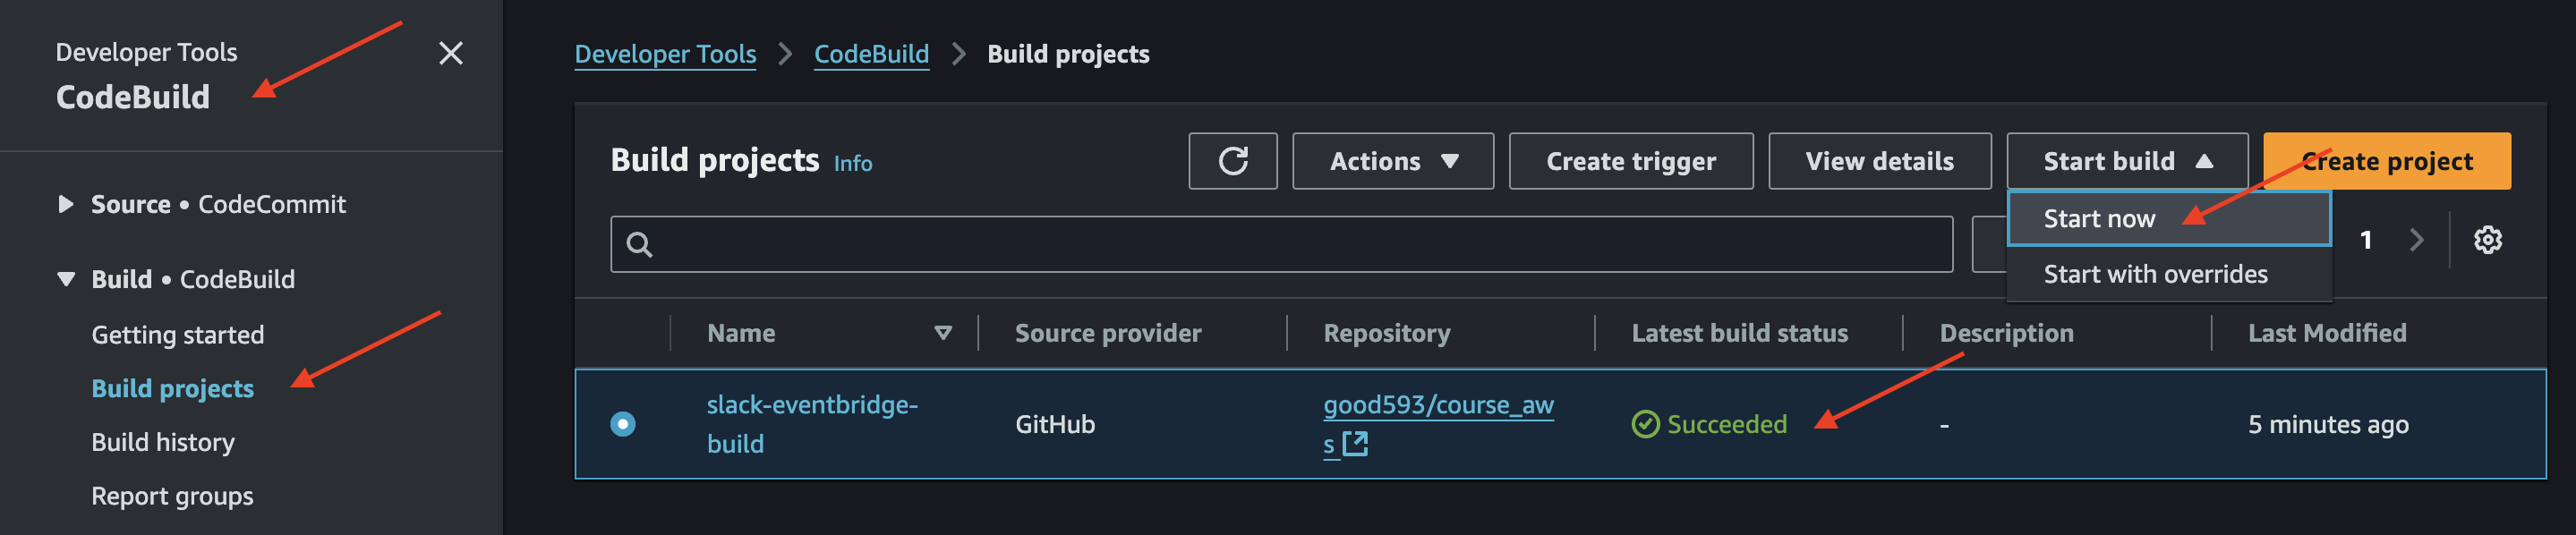 Developer Tools
CodeBuild
Source • CodeCommit
Build • CodeBuild
Getting started
Build projects
Build history
Report groups
Developer Tools > CodeBuild > Build projects
Build projects Info
Actions
Create trigger
View details
Start build
Create project
Start now
Start with overrides
1
Name
Source provider
Repository
Latest build status
Description
Last Modified
slack-eventbridge-
build
GitHub
good593/course_aw
s
Succeeded
-
5 minutes ago